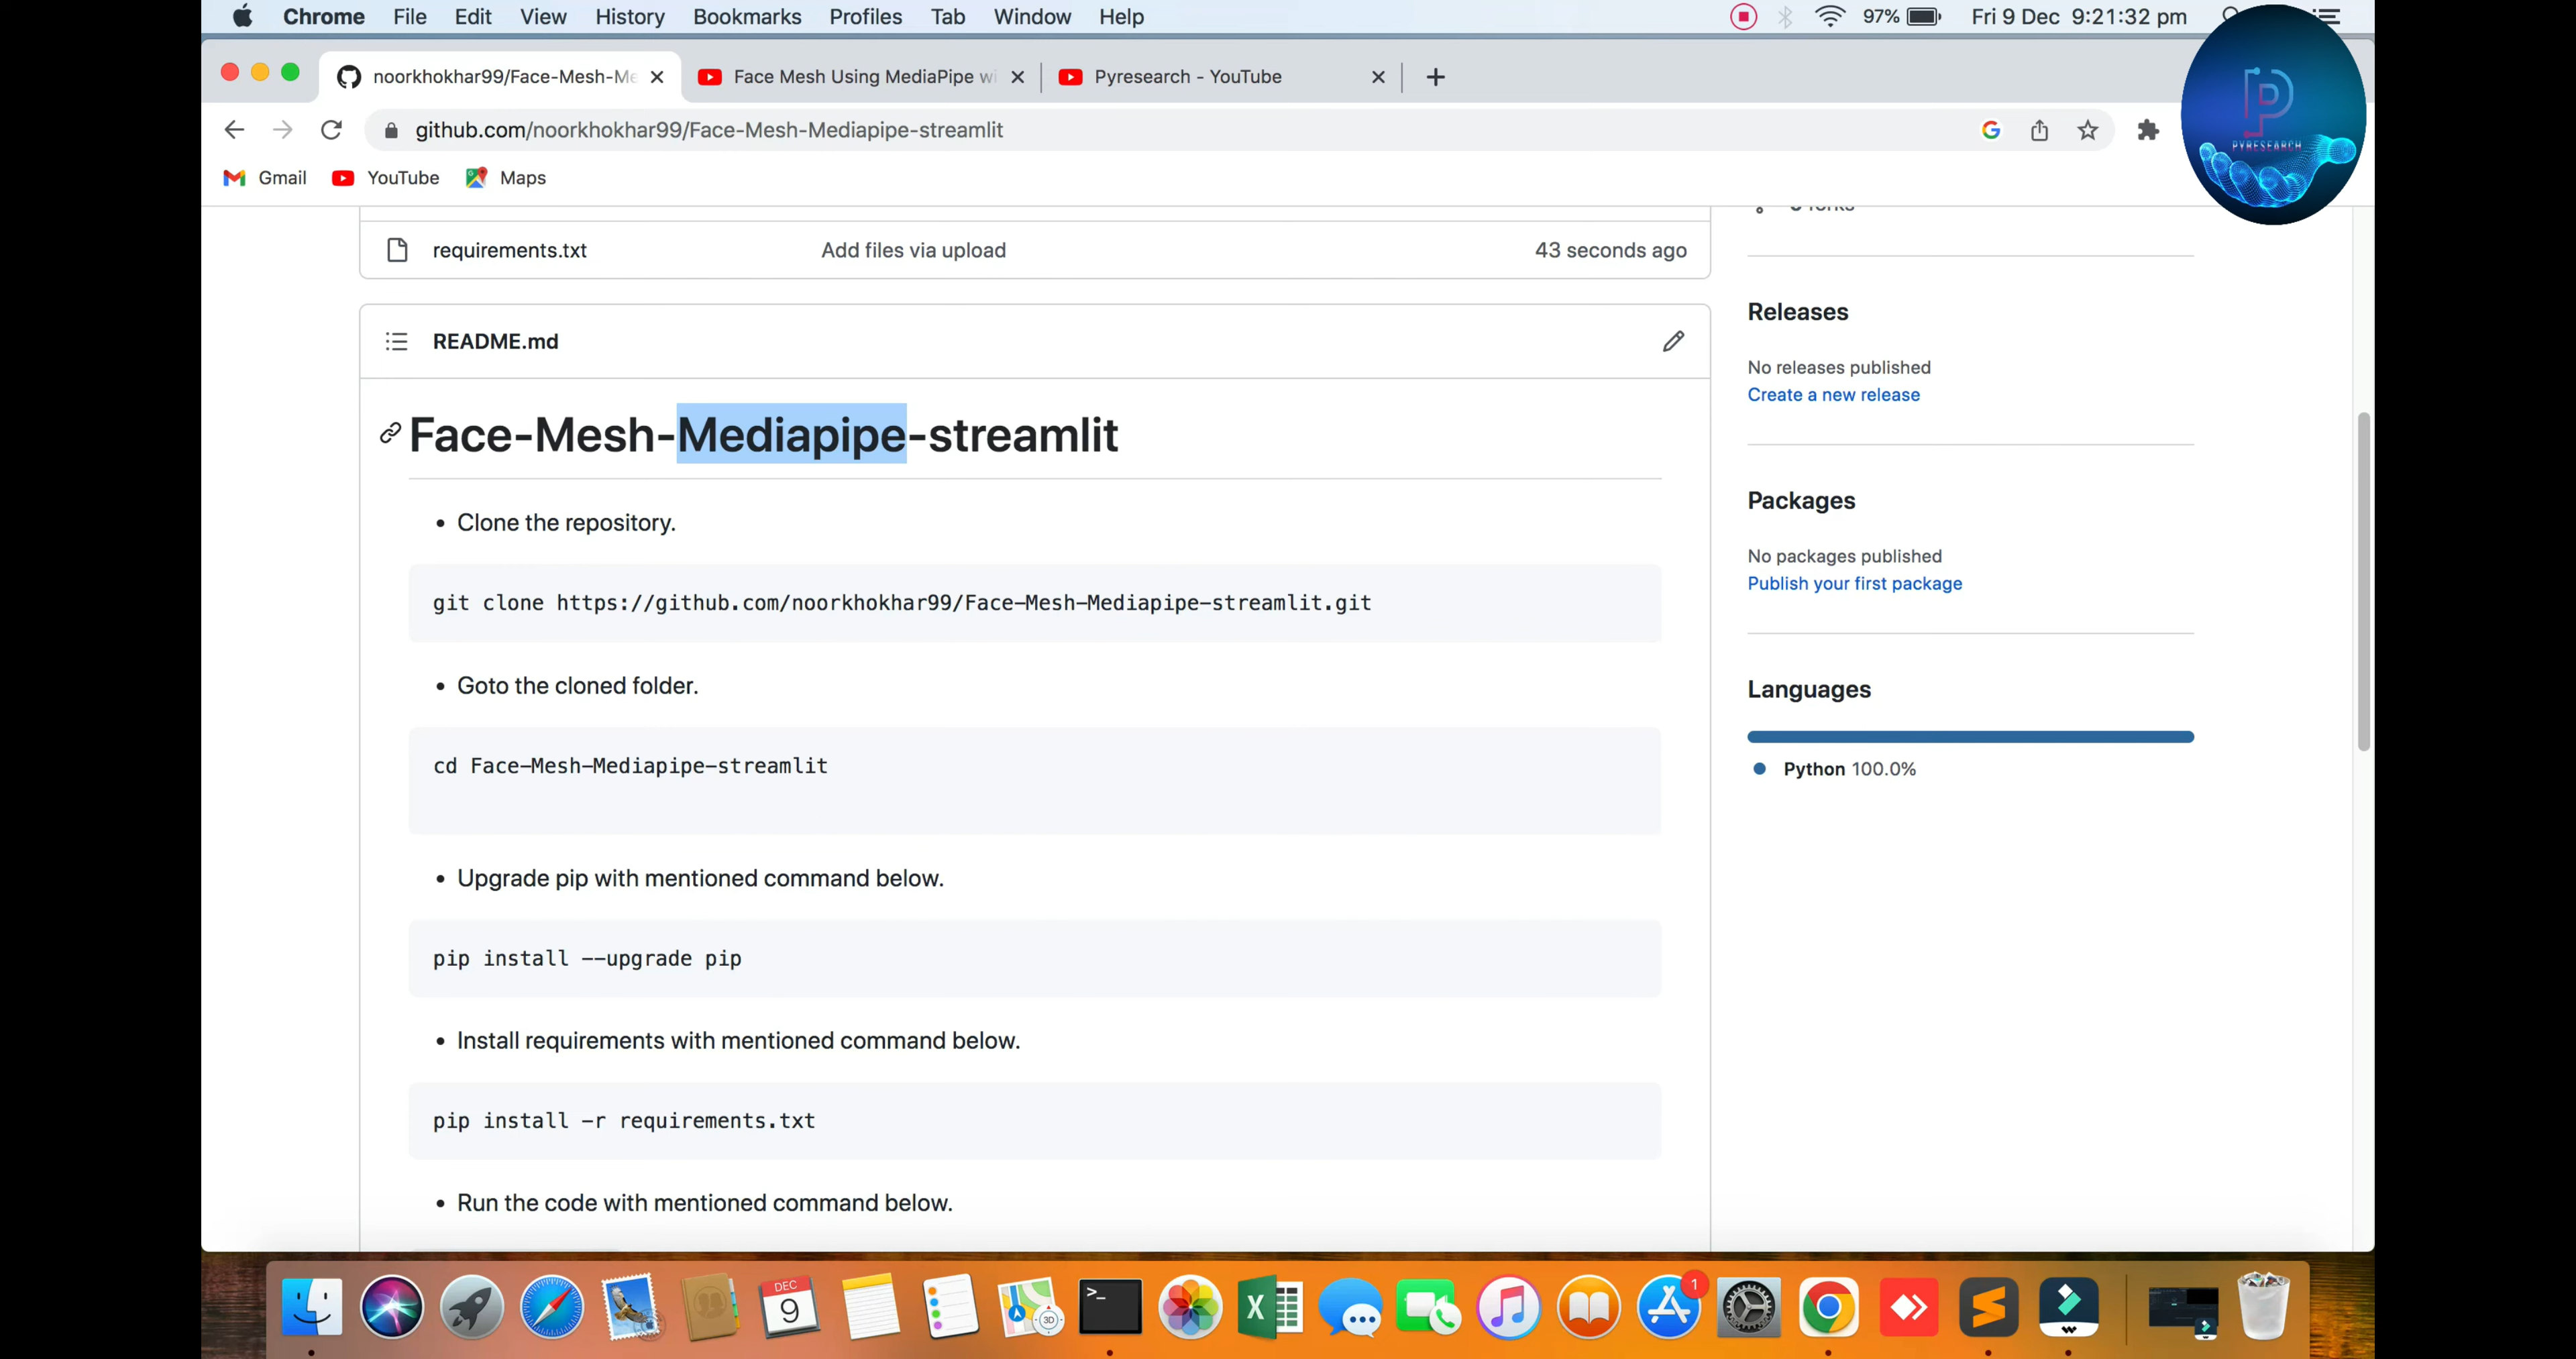 Chrome File Edit View History Bookmarks Profiles Tab Window Help 97% Fri 9 Dec 9:21:32 pm
noorkhokhar99/Face-Mesh-Me Face Mesh Using MediaPipe wi Pyresearch - YouTube
github.com/noorkhokhar99/Face-Mesh-Mediapipe-streamlit
PYRESEARCH
Gmail YouTube Maps
forks
requirements.txt Add files via upload 43 seconds ago
README.md
Face-Mesh-Mediapipe-streamlit
Clone the repository.
git clone https://github.com/noorkhokhar99/Face-Mesh-Mediapipe-streamlit.git
Goto the cloned folder.
cd Face-Mesh-Mediapipe-streamlit
Upgrade pip with mentioned command below.
pip install --upgrade pip
Install requirements with mentioned command below.
pip install -r requirements.txt
Run the code with mentioned command below.
Releases
No releases published
Create a new release
Packages
No packages published
Publish your first package
Languages
Python 100.0%
DEC
9
3D
1